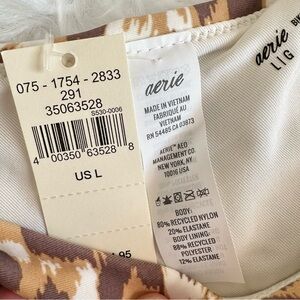 075 - 1754 - 2833
291
35063528
S530-0006
4 00350 63528 8
US L
.95
aerie
MADE IN VIETNAM
FABRIQUÉ AU
VIETNAM
RN 54485 CA 03873
AERIE® AEO
MANAGEMENT CO
NEW YORK, NY
10016 USA
BODY:
80% RECYCLED NYLON
20% ELASTANE
BODY LINING:
88% RECYCLED
POLYESTER
12% ELASTANE
aerie
L | G